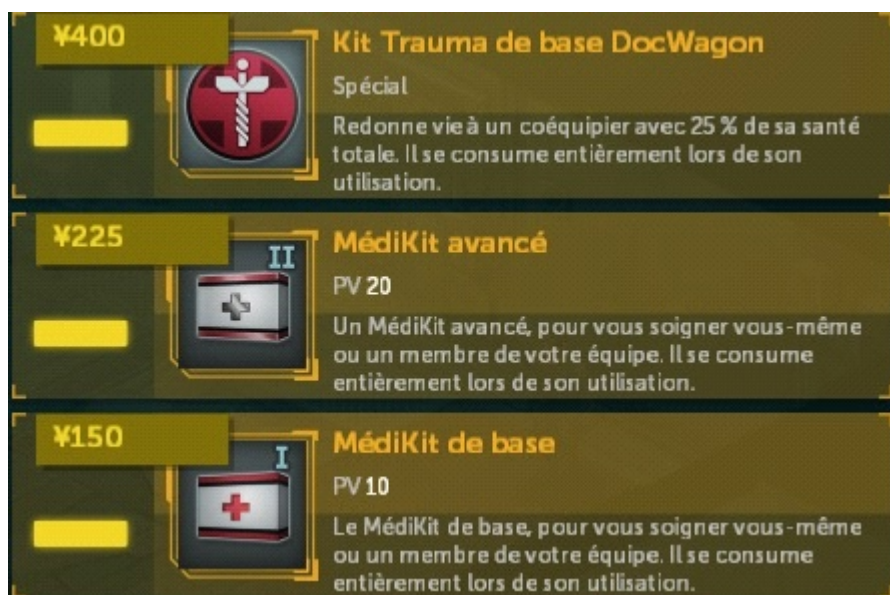 ¥400
Kit Trauma de base DocWagon
Spécial
Redonne vie à un coéquipier avec 25 % de sa santé
totale. Il se consume entièrement lors de son
utilisation.
¥225
II
MédiKit avancé
PV 20
Un MédiKit avancé, pour vous soigner vous-même
ou un membre de votre équipe. Il se consume
entièrement lors de son utilisation.
¥150
I
MédiKit de base
PV 10
Le MédiKit de base, pour vous soigner vous-même
ou un membre de votre équipe. Il se consume
entièrement lors de son utilisation.